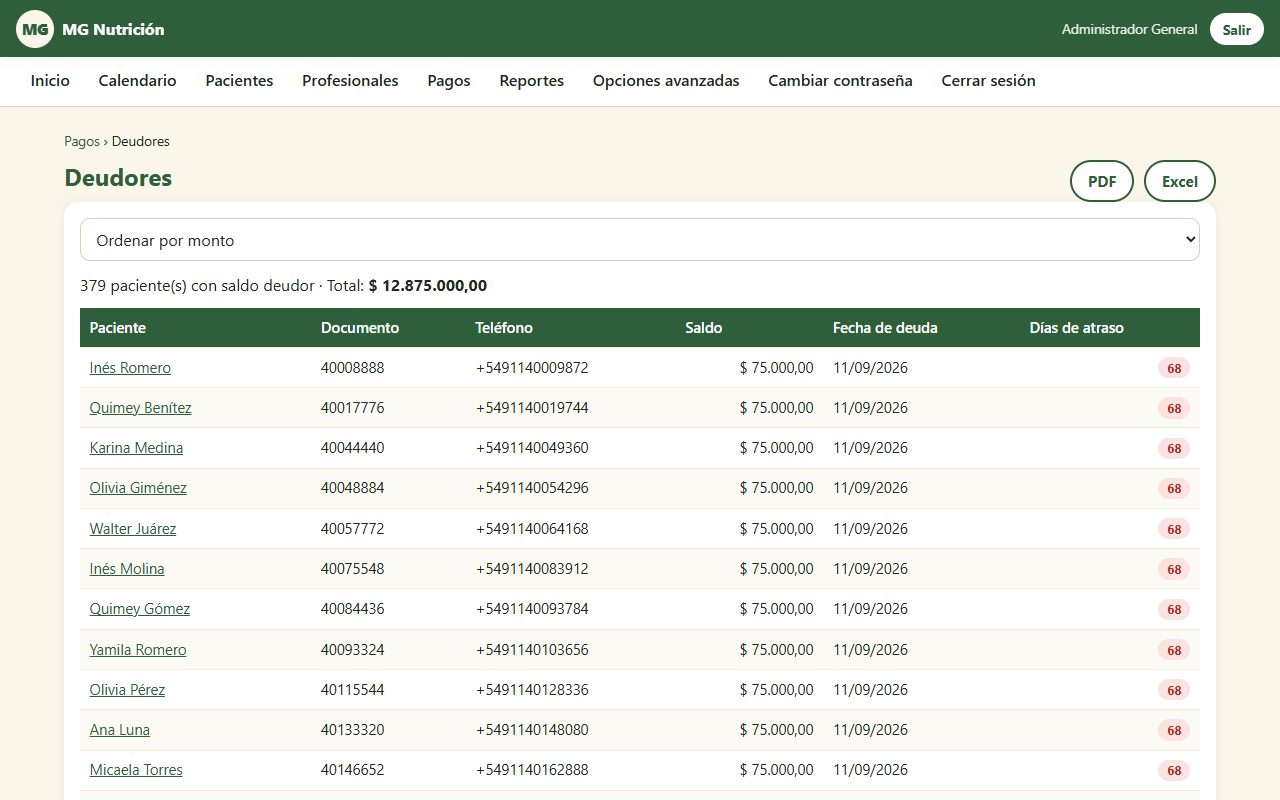 MG MG Nutrición Administrador General Salir
Inicio Calendario Pacientes Profesionales Pagos Reportes Opciones avanzadas Cambiar contraseña Cerrar sesión
Pagos › Deudores
Deudores PDF Excel
Ordenar por monto
379 paciente(s) con saldo deudor · Total: $ 12.875.000,00
Paciente Documento Teléfono Saldo Fecha de deuda Días de atraso
Inés Romero 40008888 +5491140009872 $ 75.000,00 11/09/2026 68
Quimey Benítez 40017776 +5491140019744 $ 75.000,00 11/09/2026 68
Karina Medina 40044440 +5491140049360 $ 75.000,00 11/09/2026 68
Olivia Giménez 40048884 +5491140054296 $ 75.000,00 11/09/2026 68
Walter Juárez 40057772 +5491140064168 $ 75.000,00 11/09/2026 68
Inés Molina 40075548 +5491140083912 $ 75.000,00 11/09/2026 68
Quimey Gómez 40084436 +5491140093784 $ 75.000,00 11/09/2026 68
Yamila Romero 40093324 +5491140103656 $ 75.000,00 11/09/2026 68
Olivia Pérez 40115544 +5491140128336 $ 75.000,00 11/09/2026 68
Ana Luna 40133320 +5491140148080 $ 75.000,00 11/09/2026 68
Micaela Torres 40146652 +5491140162888 $ 75.000,00 11/09/2026 68